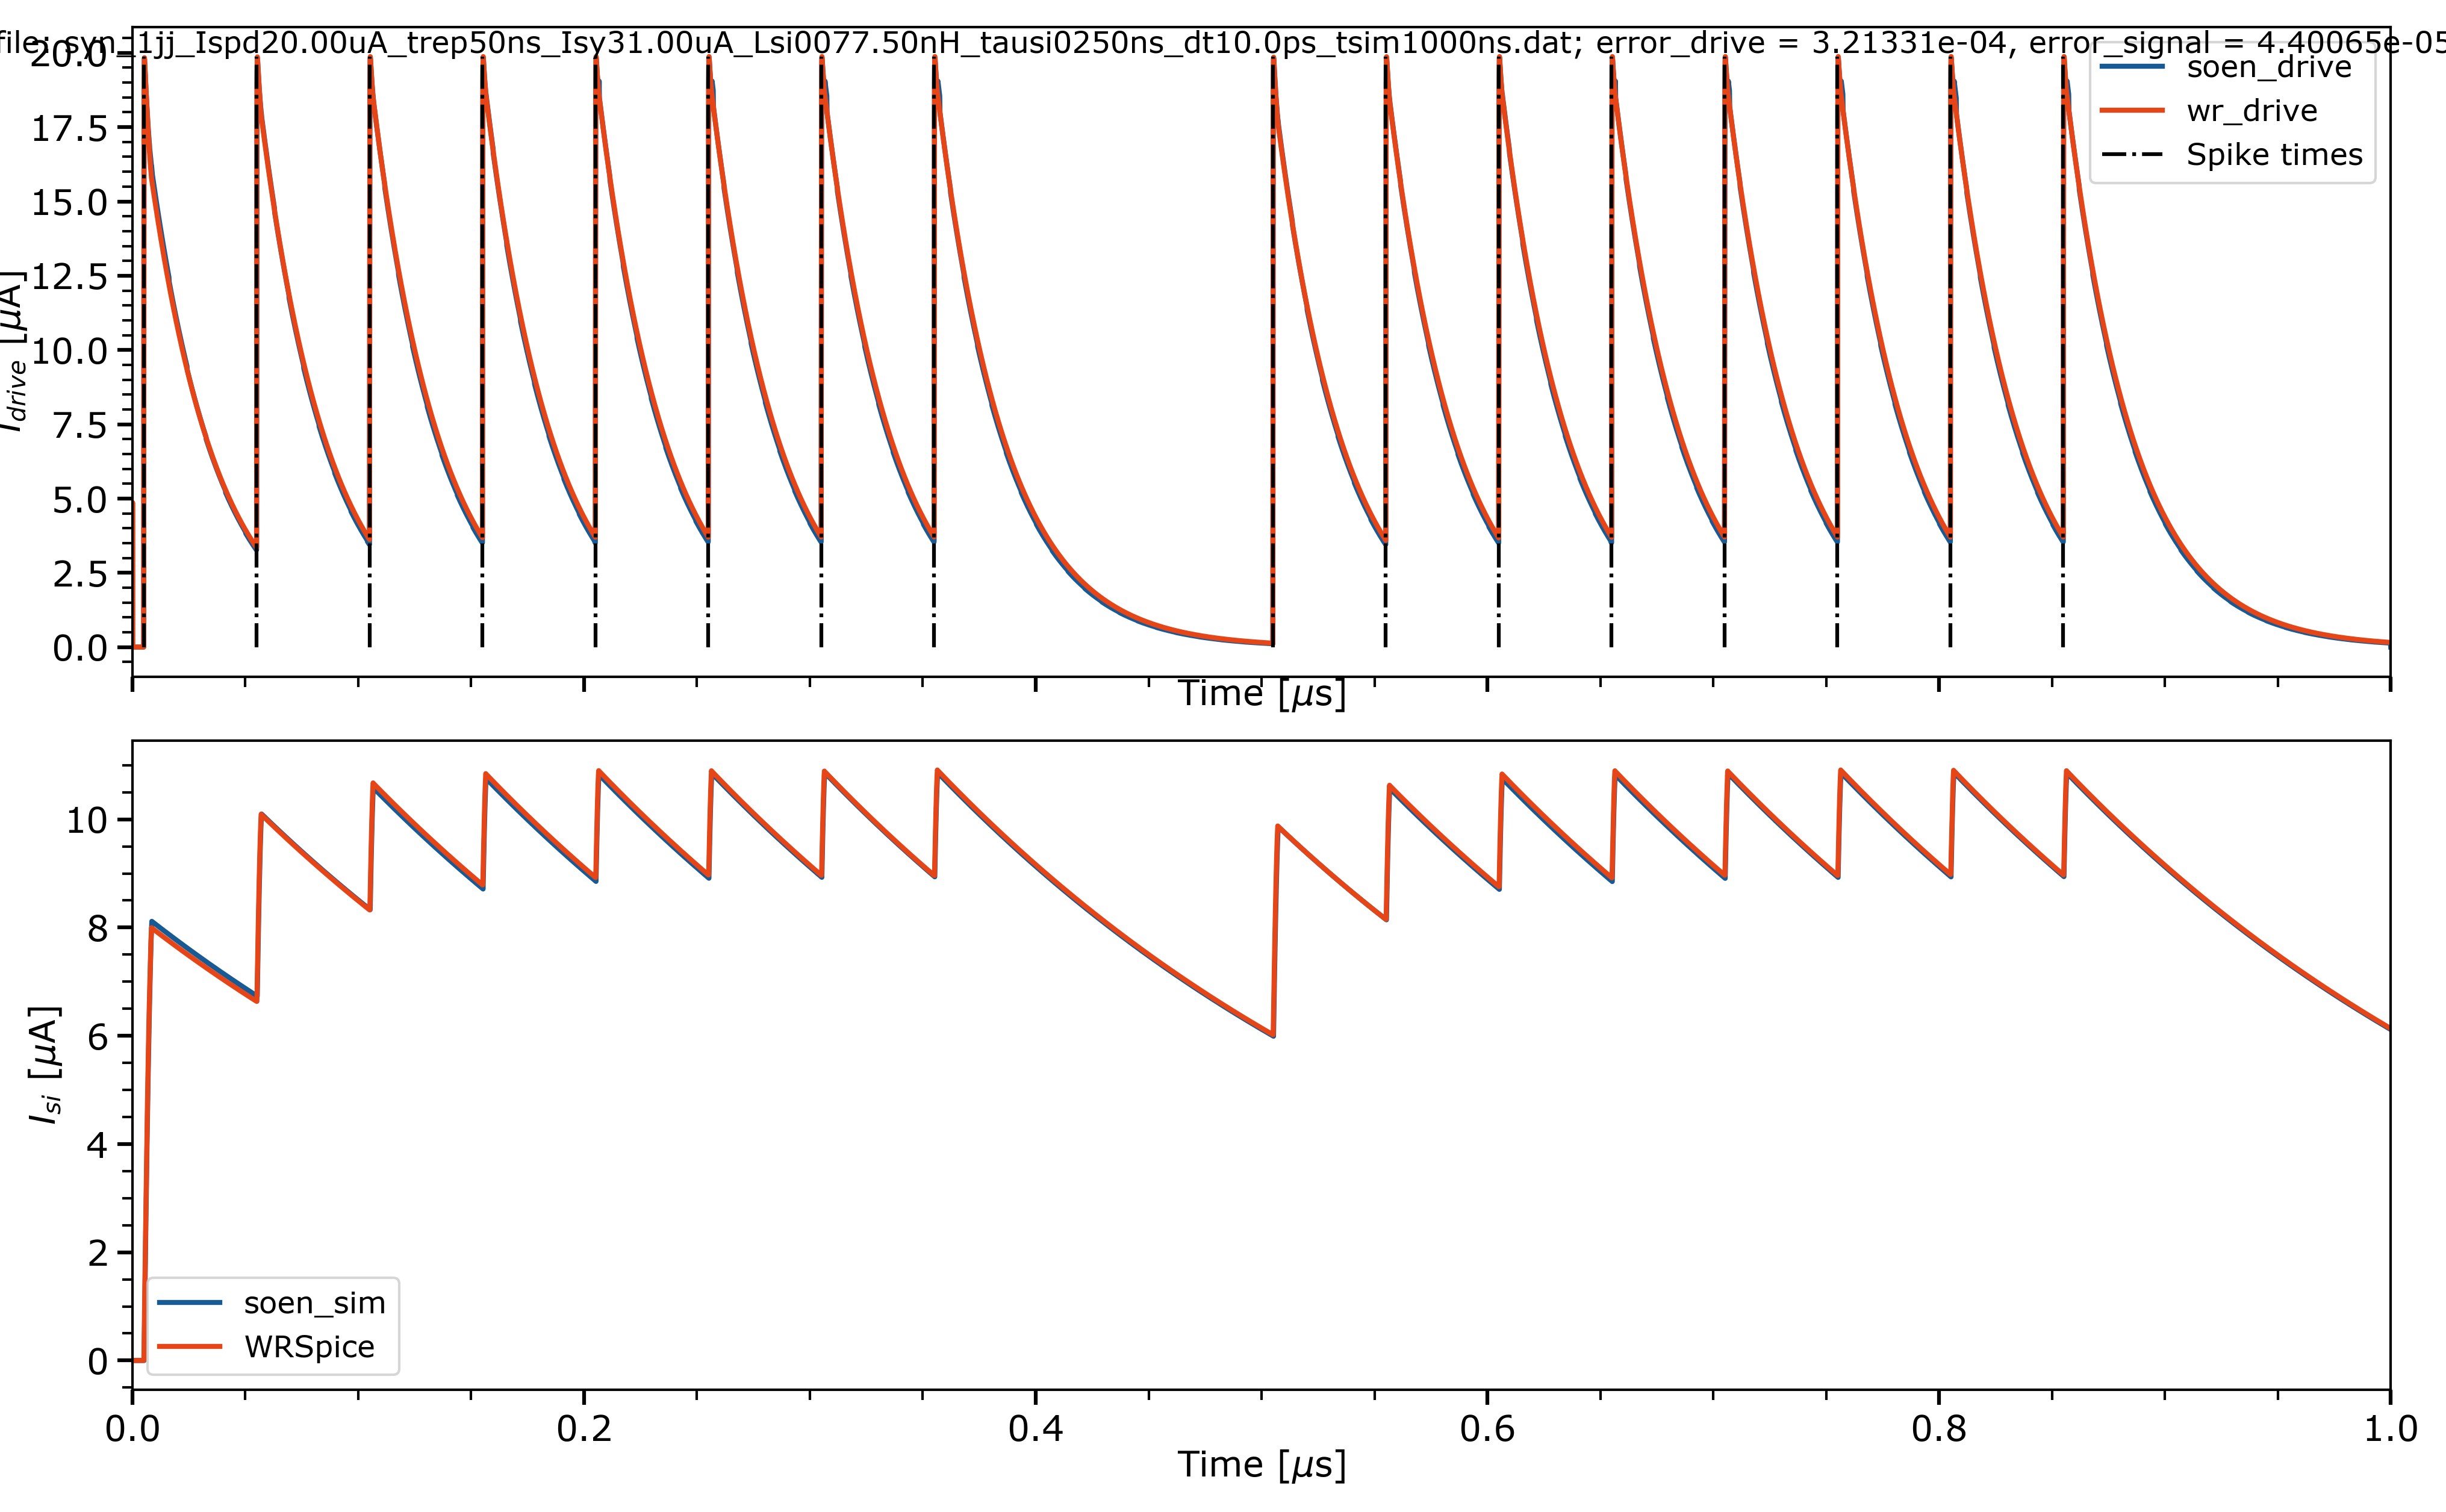 file: syn_1jj_Ispd20.00uA_trep50ns_Isy31.00uA_Lsi0077.50nH_tausi0250ns_dt10.0ps_tsim1000ns.dat; error_drive = 3.21331e-04, error_signal = 4.40065e-05
20.0
17.5
15.0
12.5
10.0
7.5
5.0
2.5
0.0
I_drive [μA]
soen_drive
wr_drive
Spike times
Time [μs]
10
8
6
4
2
0
I_si [μA]
soen_sim
WRSpice
0.0 0.2 0.4 0.6 0.8 1.0
Time [μs]